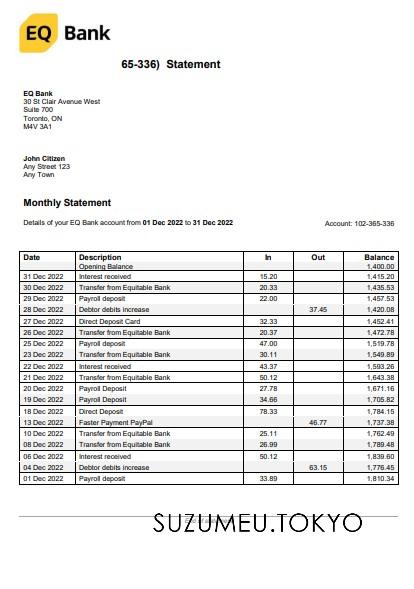 EQ Bank
65-336) Statement
EQ Bank
30 St Clair Avenue West
Suite 700
Toronto, ON
M4V 3A1
John Citizen
Any Street 123
Any Town
Monthly Statement
Details of your EQ Bank account from 01 Dec 2022 to 31 Dec 2022 Account: 102-365-336
Date Description In Out Balance
Opening Balance 1,400.00
31 Dec 2022 Interest received 15.20 1,415.20
30 Dec 2022 Transfer from Equitable Bank 20.33 1,435.53
29 Dec 2022 Payroll deposit 22.00 1,457.53
28 Dec 2022 Debtor debits increase 37.45 1,420.08
27 Dec 2022 Direct Deposit Card 32.33 1,452.41
26 Dec 2022 Transfer from Equitable Bank 20.37 1,472.78
25 Dec 2022 Payroll deposit 47.00 1,519.78
23 Dec 2022 Transfer from Equitable Bank 30.11 1,549.89
22 Dec 2022 Interest received 43.37 1,593.26
21 Dec 2022 Transfer from Equitable Bank 50.12 1,643.38
20 Dec 2022 Payroll Deposit 27.78 1,671.16
19 Dec 2022 Payroll Deposit 34.66 1,705.82
18 Dec 2022 Direct Deposit 78.33 1,784.15
13 Dec 2022 Faster Payment PayPal 46.77 1,737.38
10 Dec 2022 Transfer from Equitable Bank 25.11 1,762.49
08 Dec 2022 Transfer from Equitable Bank 26.99 1,789.48
06 Dec 2022 Interest received 50.12 1,839.60
04 Dec 2022 Debtor debits increase 63.15 1,776.45
01 Dec 2022 Payroll deposit 33.89 1,810.34
SUZUMEU.TOKYO